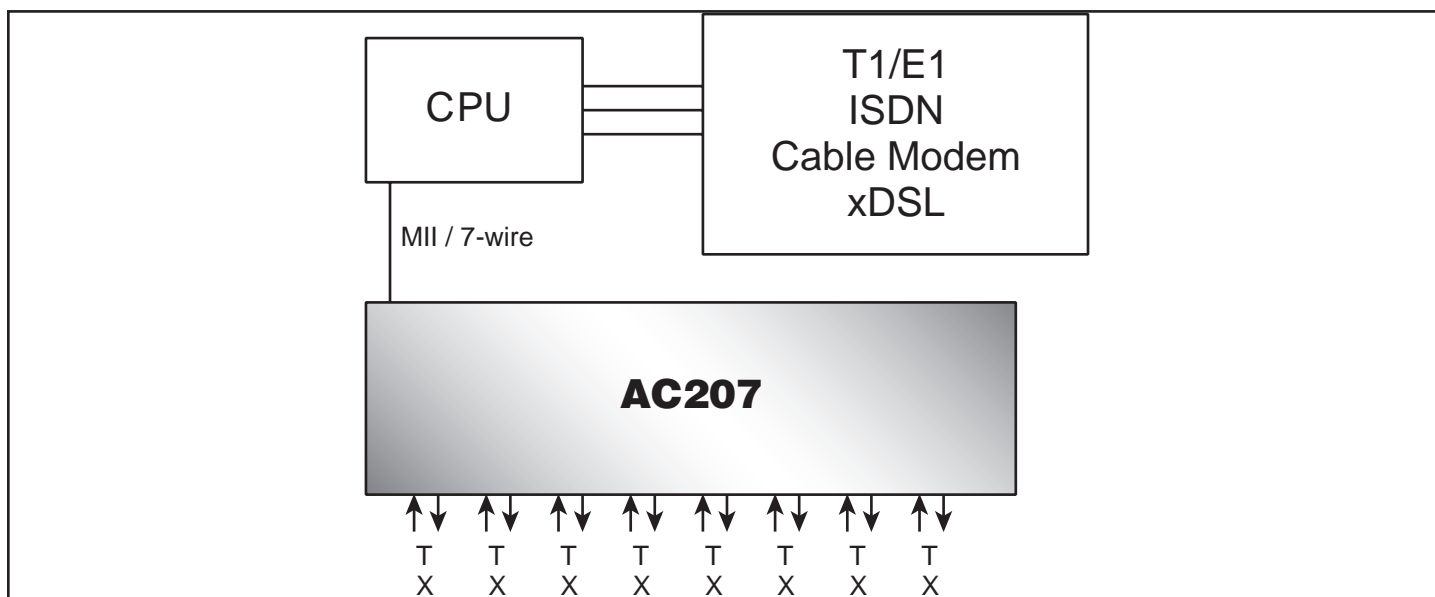 CPU
T1/E1
ISDN
Cable Modem
xDSL
MII / 7-wire
AC207
T T T T T T T T
X X X X X X X X